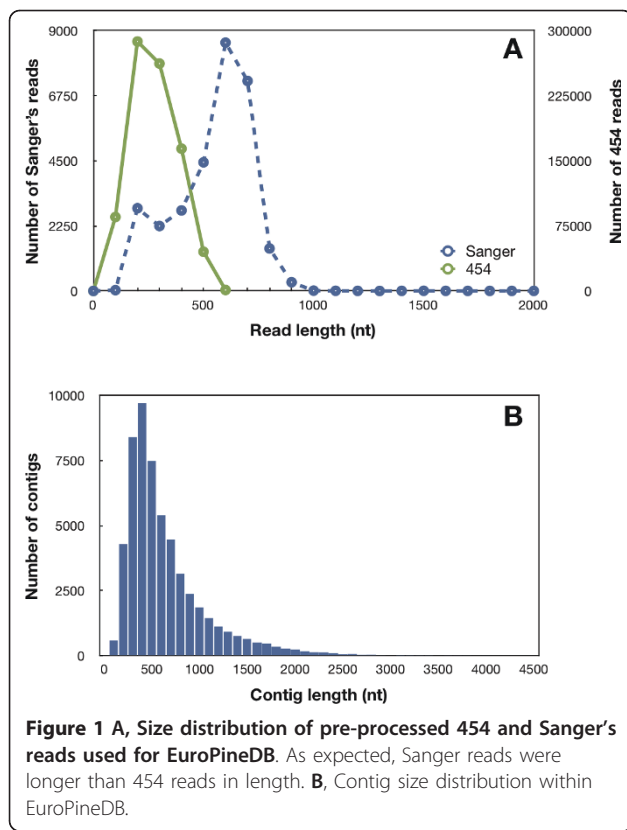 A
9000
6750
4500
2250
0
Number of Sanger's reads
300000
225000
150000
75000
0
Number of 454 reads
Sanger
454
0
500
1000
1500
2000
Read length (nt)
B
10000
7500
5000
2500
0
Number of contigs
0
500
1000
1500
2000
2500
3000
3500
4000
4500
Contig length (nt)
Figure 1 A, Size distribution of pre-processed 454 and Sanger's
reads used for EuroPineDB. As expected, Sanger reads were
longer than 454 reads in length. B, Contig size distribution within
EuroPineDB.